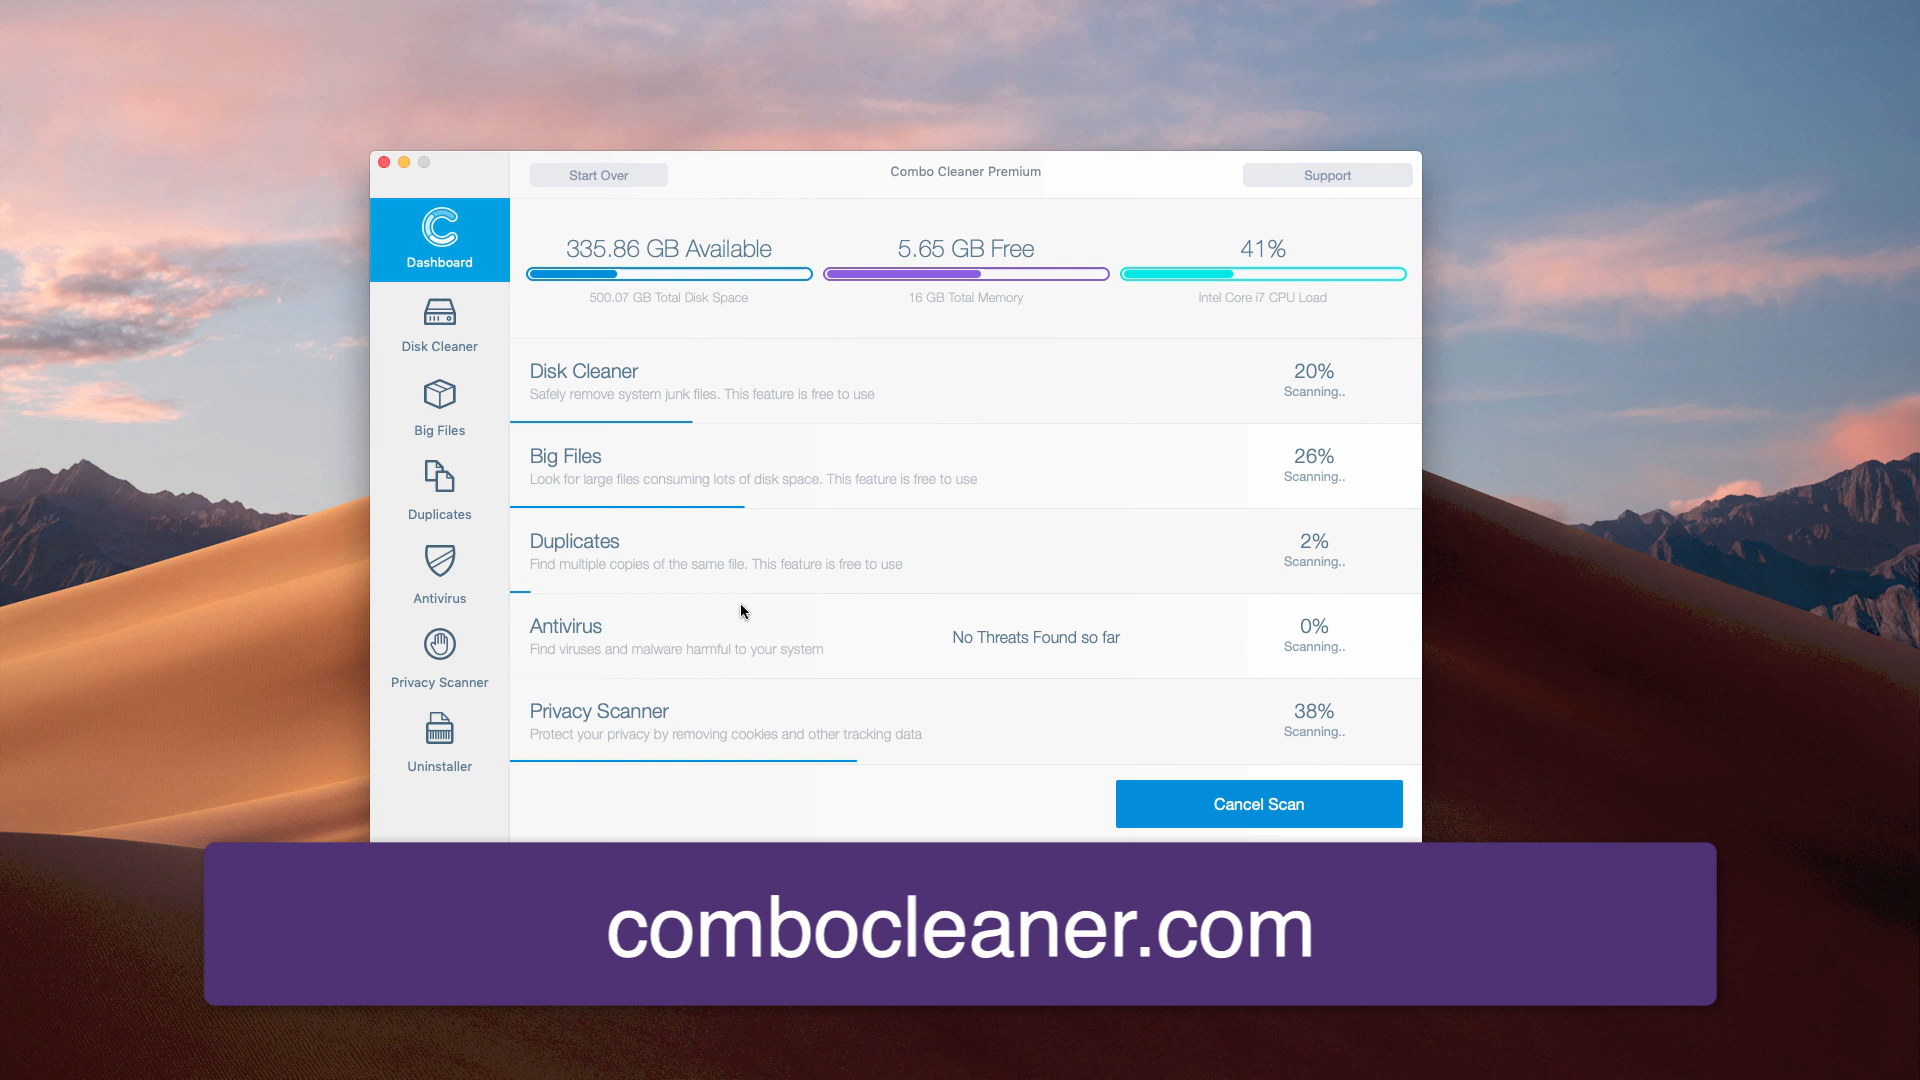 Start Over
Combo Cleaner Premium
Support
Dashboard
Disk Cleaner
Big Files
Duplicates
Antivirus
Privacy Scanner
Uninstaller
335.86 GB Available
500.07 GB Total Disk Space
5.65 GB Free
16 GB Total Memory
41%
Intel Core i7 CPU Load
Disk Cleaner
Safely remove system junk files. This feature is free to use
20%
Scanning..
Big Files
Look for large files consuming lots of disk space. This feature is free to use
26%
Scanning..
Duplicates
Find multiple copies of the same file. This feature is free to use
2%
Scanning..
Antivirus
Find viruses and malware harmful to your system
No Threats Found so far
0%
Scanning..
Privacy Scanner
Protect your privacy by removing cookies and other tracking data
38%
Scanning..
Cancel Scan
combocleaner.com